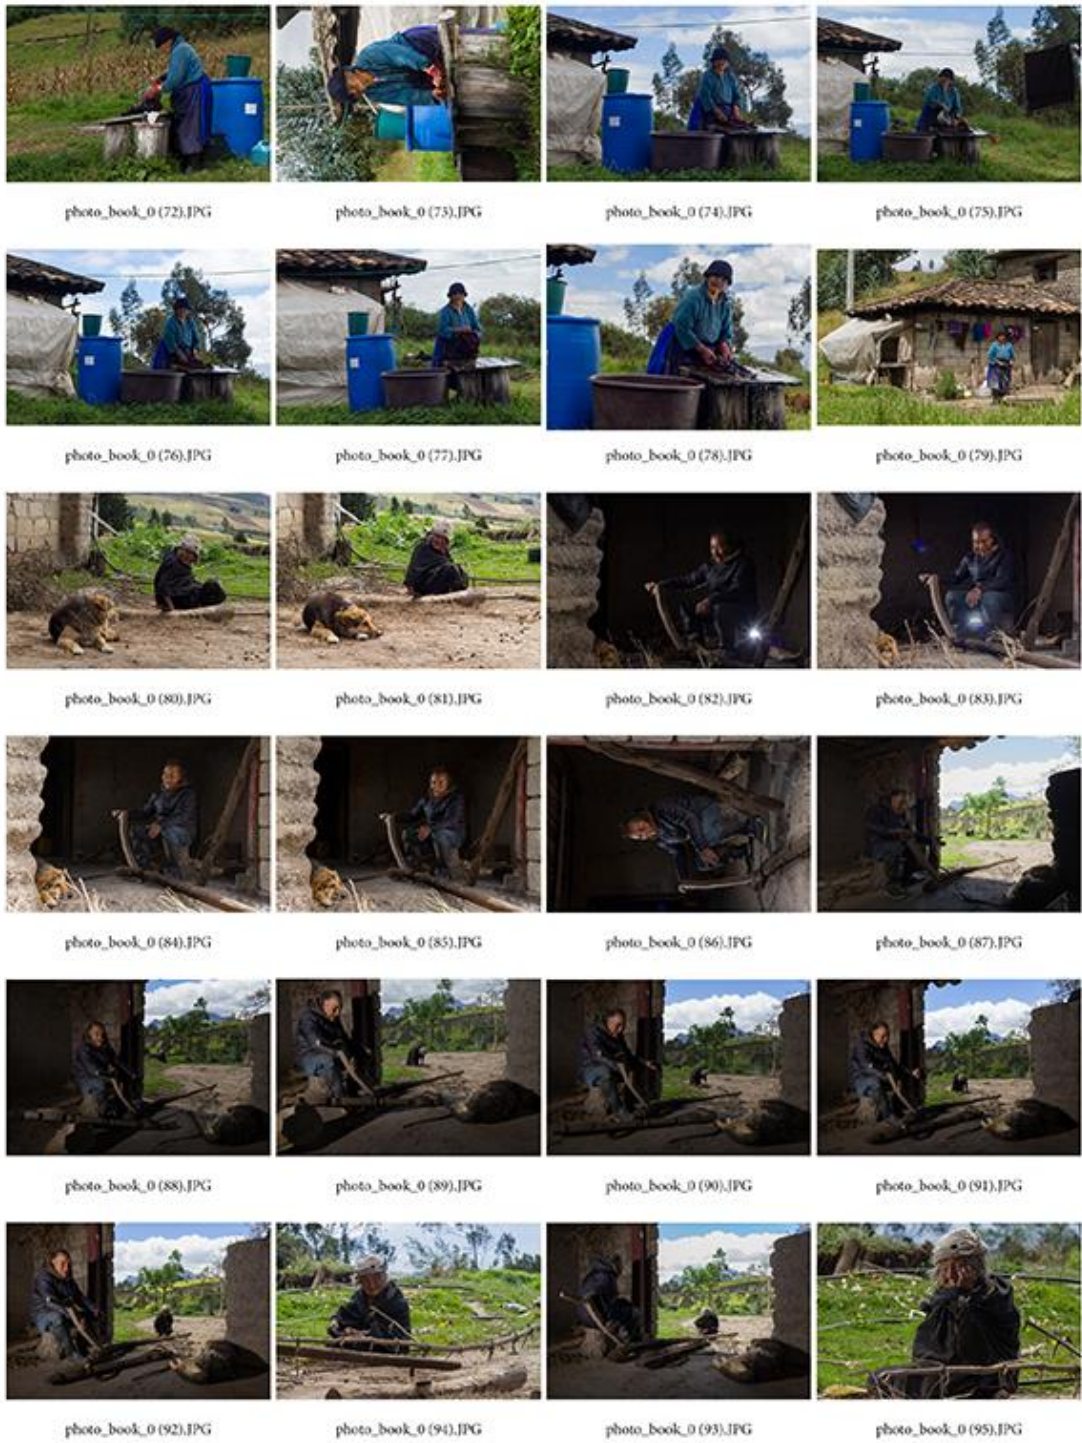 photo_book_0 (72).JPG
photo_book_0 (73).JPG
photo_book_0 (74).JPG
photo_book_0 (75).JPG
photo_book_0 (76).JPG
photo_book_0 (77).JPG
photo_book_0 (78).JPG
photo_book_0 (79).JPG
photo_book_0 (80).JPG
photo_book_0 (81).JPG
photo_book_0 (82).JPG
photo_book_0 (83).JPG
photo_book_0 (84).JPG
photo_book_0 (85).JPG
photo_book_0 (86).JPG
photo_book_0 (87).JPG
photo_book_0 (88).JPG
photo_book_0 (89).JPG
photo_book_0 (90).JPG
photo_book_0 (91).JPG
photo_book_0 (92).JPG
photo_book_0 (94).JPG
photo_book_0 (93).JPG
photo_book_0 (95).JPG